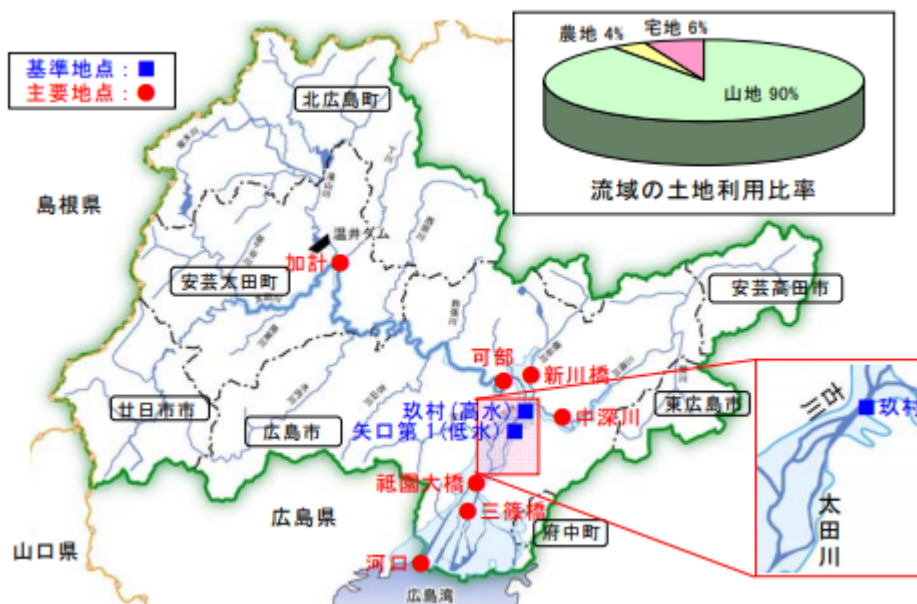 基準地点：■
主要地点：●
農地 4%
宅地 6%
山地 90%
流域の土地利用比率
北広島町
島根県
温井ダム
加計
安芸太田町
安芸高田市
可部
新川橋
玖村(高水)
中深川
東広島市
矢口第1(低水)
廿日市市
広島市
祇園大橋
三篠橋
広島県
府中町
山口県
河口
広島湾
古川
玖村
太田川